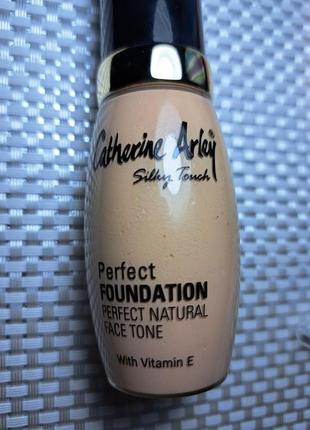 Catherine Arley
Silky Touch
Perfect
FOUNDATION
PERFECT NATURAL
FACE TONE
With Vitamin E